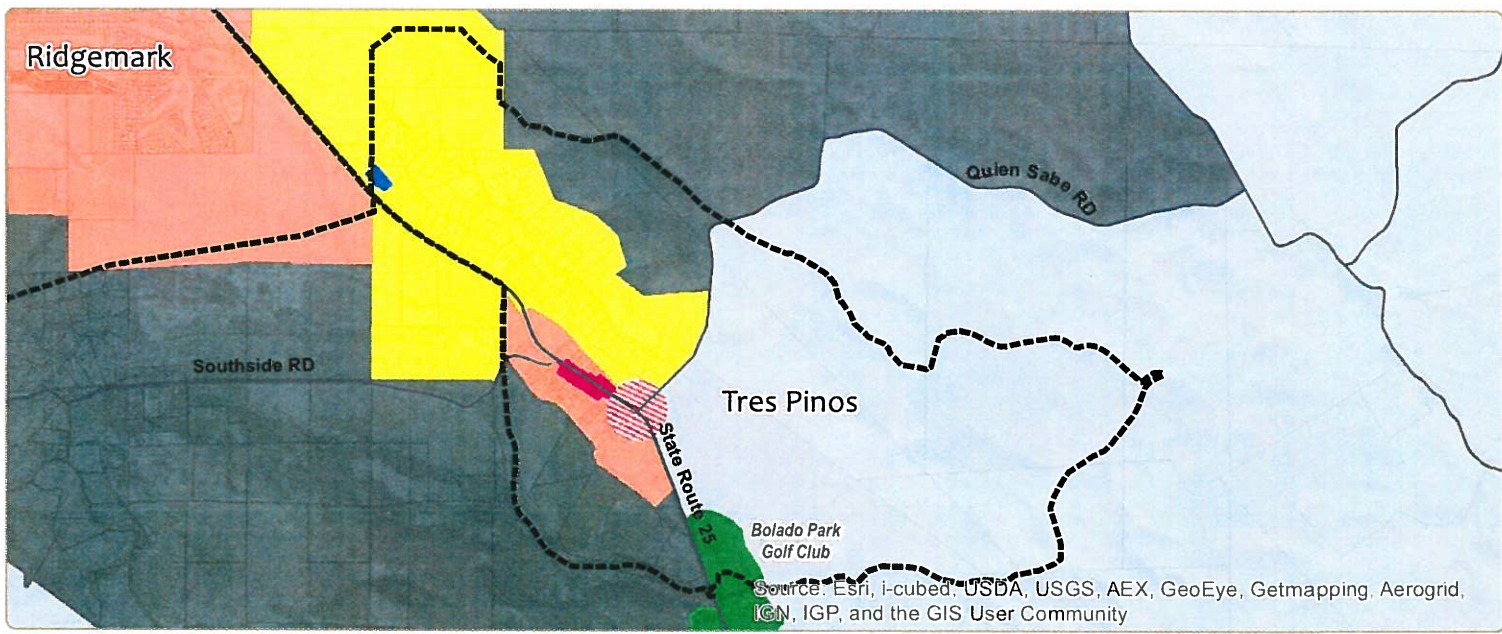 Ridgemark
Quien Sabe RD
Southside RD
Tres Pinos
State Route 25
Bolado Park
Golf Club
Source: Esri, i-cubed, USDA, USGS, AEX, GeoEye, Getmapping, Aerogrid,
IGN, IGP, and the GIS User Community